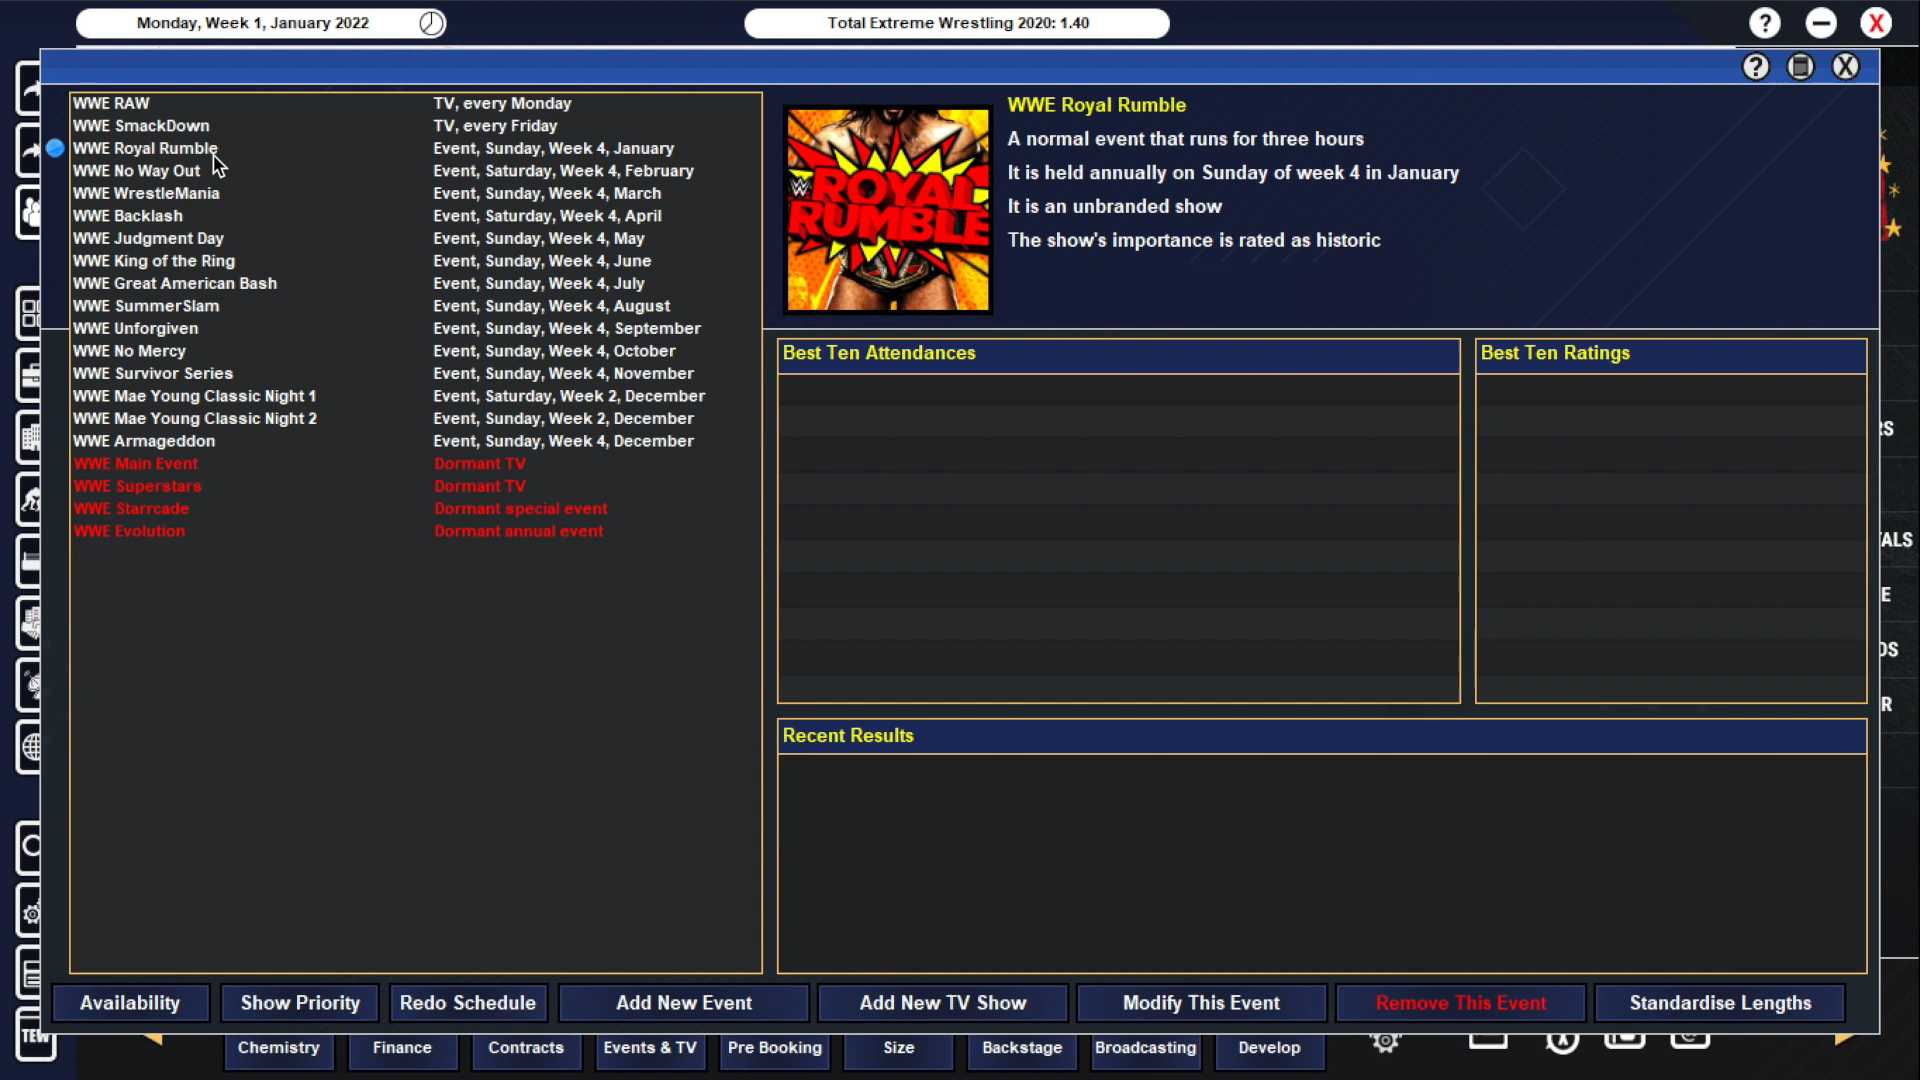 Monday, Week 1, January 2022
Total Extreme Wrestling 2020: 1.40
? X
? X
WWE RAW TV, every Monday
WWE SmackDown TV, every Friday
WWE Royal Rumble Event, Sunday, Week 4, January
WWE No Way Out Event, Saturday, Week 4, February
WWE WrestleMania Event, Sunday, Week 4, March
WWE Backlash Event, Saturday, Week 4, April
WWE Judgment Day Event, Sunday, Week 4, May
WWE King of the Ring Event, Sunday, Week 4, June
WWE Great American Bash Event, Sunday, Week 4, July
WWE SummerSlam Event, Sunday, Week 4, August
WWE Unforgiven Event, Sunday, Week 4, September
WWE No Mercy Event, Sunday, Week 4, October
WWE Survivor Series Event, Sunday, Week 4, November
WWE Mae Young Classic Night 1 Event, Saturday, Week 2, December
WWE Mae Young Classic Night 2 Event, Sunday, Week 2, December
WWE Armageddon Event, Sunday, Week 4, December
WWE Main Event Dormant TV
WWE Superstars Dormant TV
WWE Starrcade Dormant special event
WWE Evolution Dormant annual event
W ROYAL
RUMBLE
WWE Royal Rumble
A normal event that runs for three hours
It is held annually on Sunday of week 4 in January
It is an unbranded show
The show's importance is rated as historic
Best Ten Attendances
Best Ten Ratings
Recent Results
RS
ALS
E
DS
R
Availability
Show Priority
Redo Schedule
Add New Event
Add New TV Show
Modify This Event
Remove This Event
Standardise Lengths
TEW
Chemistry
Finance
Contracts
Events & TV
Pre Booking
Size
Backstage
Broadcasting
Develop